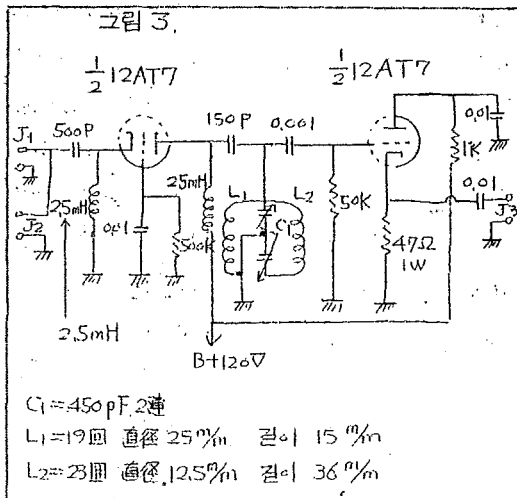 그림 3.
1/2 12AT7
1/2 12AT7
J1
500P
150P
0.001
0.01
1K
25mH
L1
L2
0.01
2.5mH
0.01
500K
C1
50K
47Ω
1W
J3
J2
2.5mH
B+120V
C1=450pF 2連
L1=19回 直径 25m/m 길이 15m/m
L2=23回 直径 12.5m/m 길이 36m/m